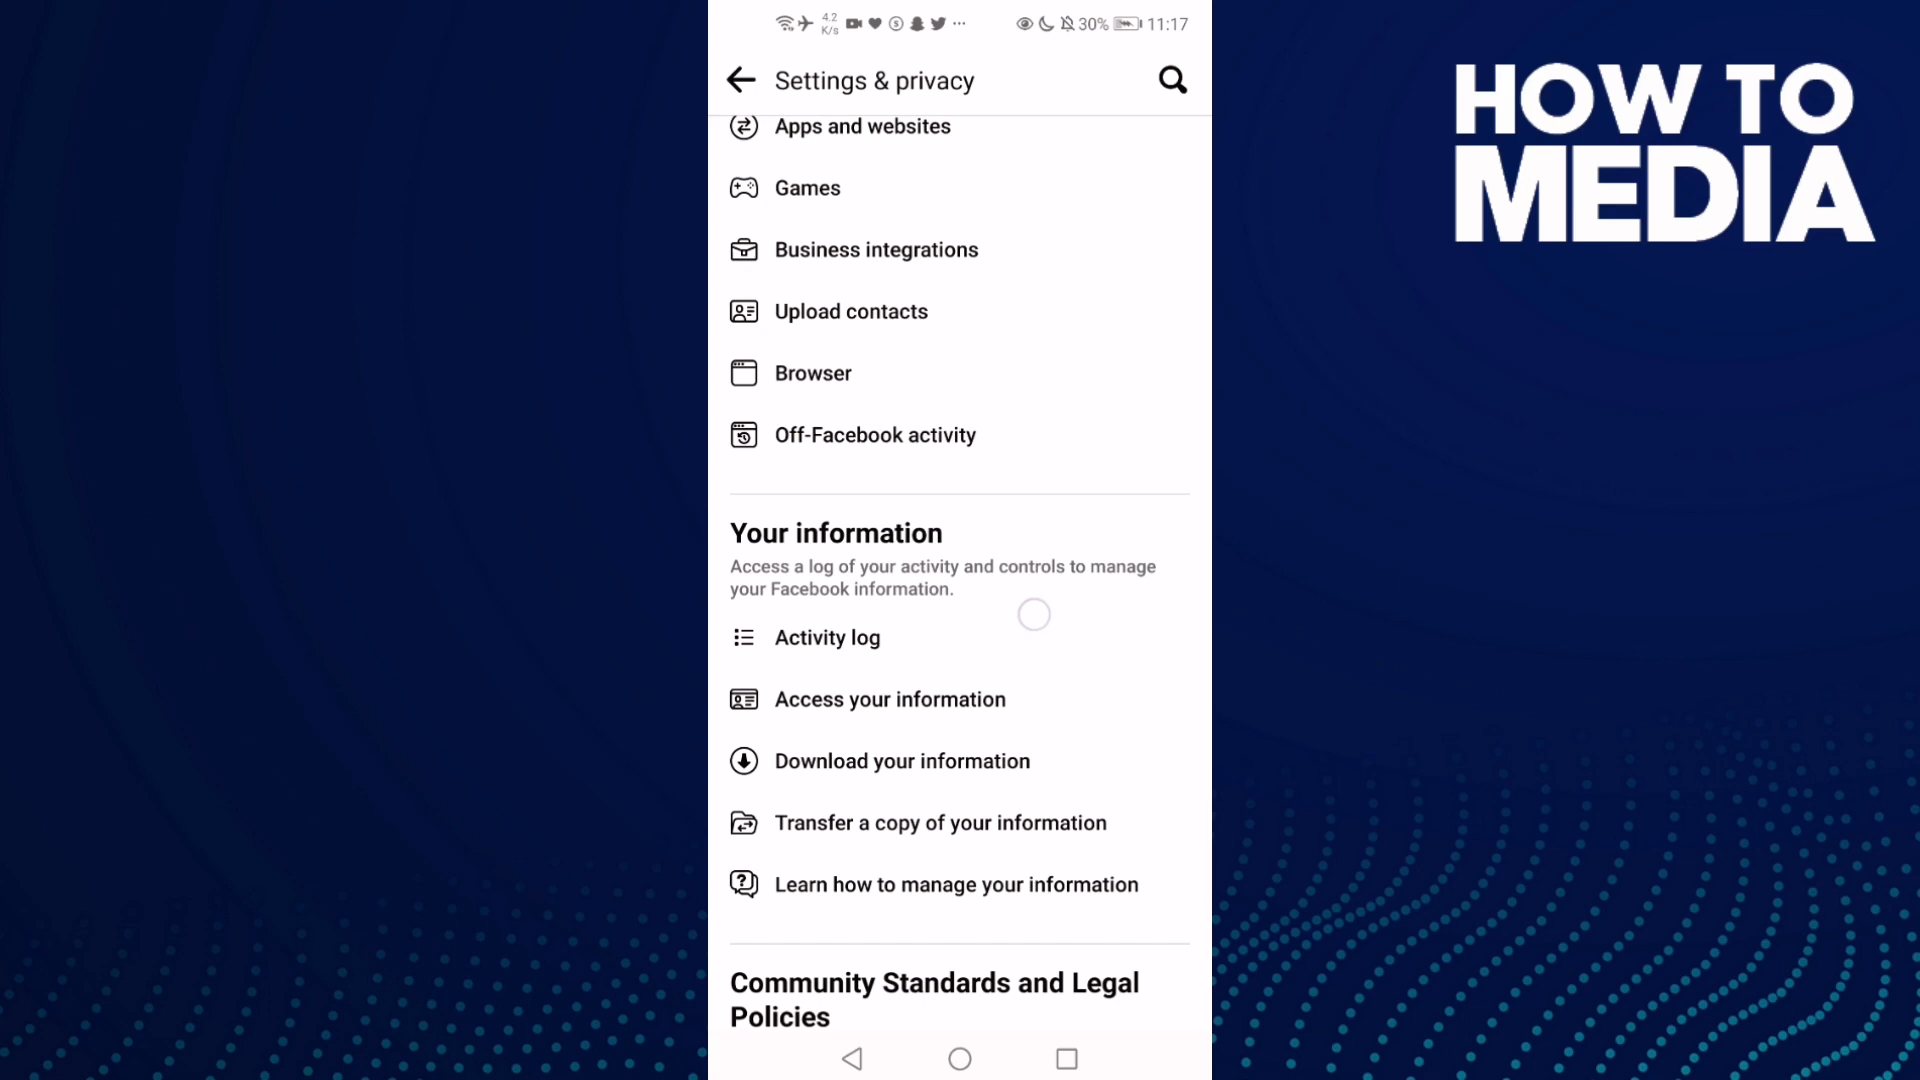 4.2
K/s
30%
11:17
HOW TO
MEDIA
Settings & privacy
Apps and websites
Games
Business integrations
Upload contacts
Browser
Off-Facebook activity
Your information
Access a log of your activity and controls to manage
your Facebook information.
Activity log
Access your information
Download your information
Transfer a copy of your information
Learn how to manage your information
Community Standards and Legal
Policies